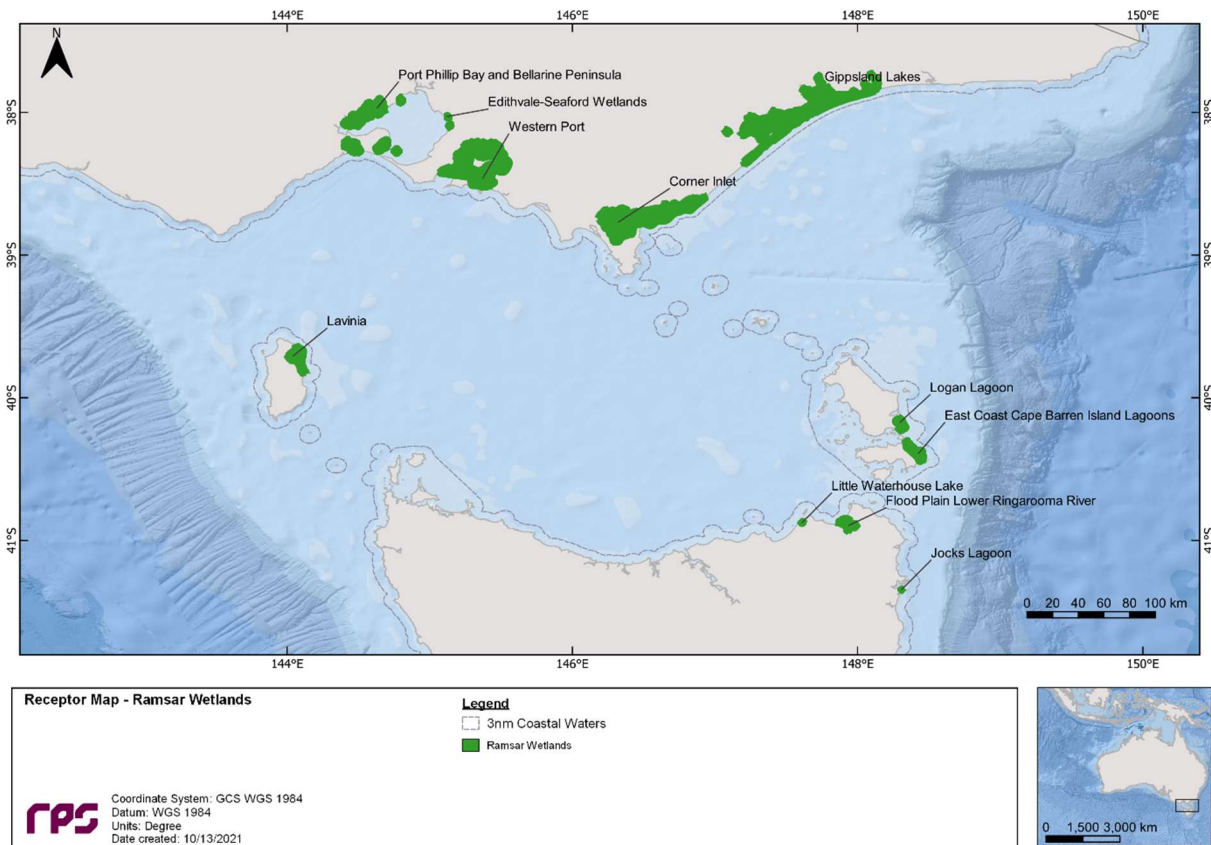 144°E 146°E 148°E 150°E
N
Port Phillip Bay and Bellarine Peninsula
Gippsland Lakes
Edithvale-Seaford Wetlands
38°S 38°S
Western Port
Corner Inlet
39°S 39°S
Lavinia
Logan Lagoon
40°S 40°S
East Coast Cape Barren Island Lagoons
Little Waterhouse Lake
Flood Plain Lower Ringarooma River
41°S 41°S
Jocks Lagoon
0 20 40 60 80 100 km
144°E 146°E 148°E 150°E
Receptor Map - Ramsar Wetlands
Legend
3nm Coastal Waters
Ramsar Wetlands
rps
Coordinate System: GCS WGS 1984
Datum: WGS 1984
Units: Degree
Date created: 10/13/2021
0 1,500 3,000 km